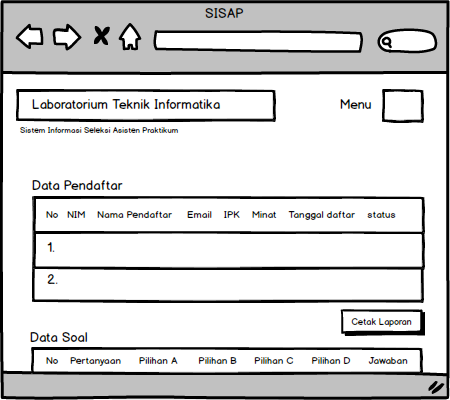 SISAP
Laboratorium Teknik Informatika
Menu
Sistem Informasi Seleksi Asisten Praktikum
Data Pendaftar
No NIM Nama Pendaftar Email IPK Minat Tanggal daftar status
1.
2.
Cetak Laporan
Data Soal
No Pertanyaan Pilihan A Pilihan B Pilihan C Pilihan D Jawaban